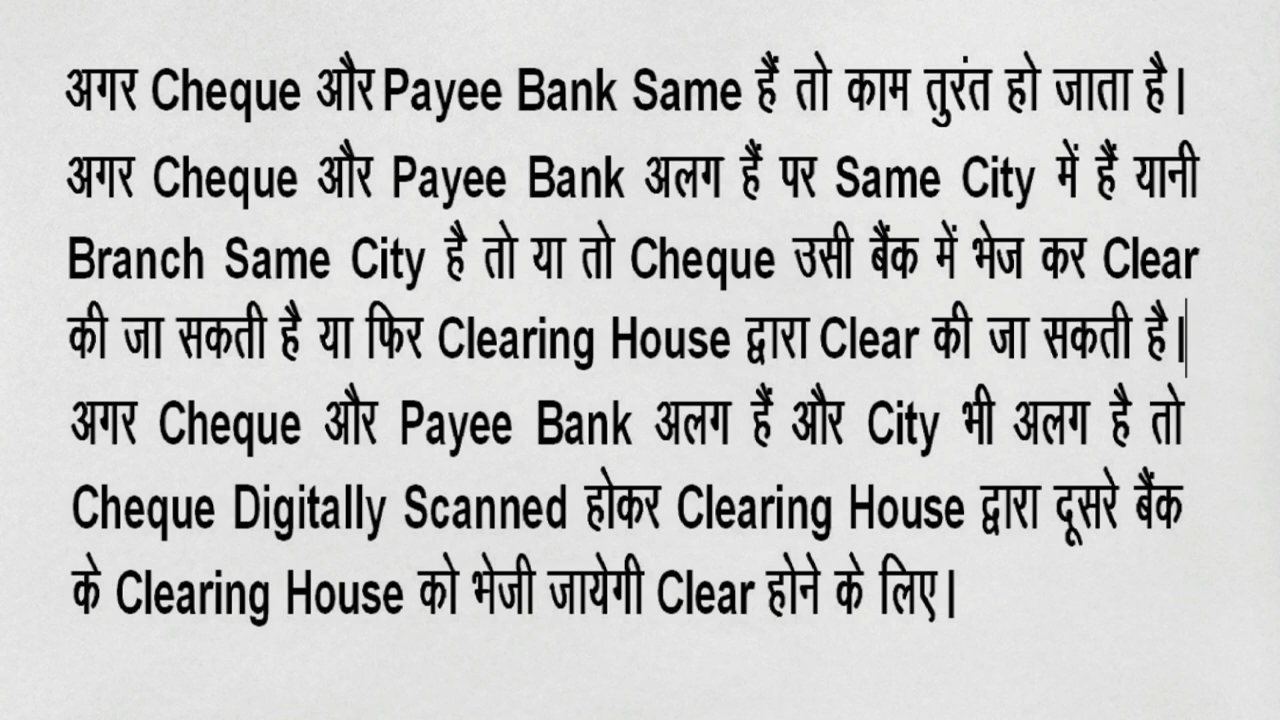 अगर Cheque और Payee Bank Same हैं तो काम तुरंत हो जाता है।
अगर Cheque और Payee Bank अलग हैं पर Same City में हैं यानी
Branch Same City है तो या तो Cheque उसी बैंक में भेज कर Clear
की जा सकती है या फिर Clearing House द्वारा Clear की जा सकती है।
अगर Cheque और Payee Bank अलग हैं और City भी अलग है तो
Cheque Digitally Scanned होकर Clearing House द्वारा दूसरे बैंक
के Clearing House को भेजी जायेगी Clear होने के लिए।